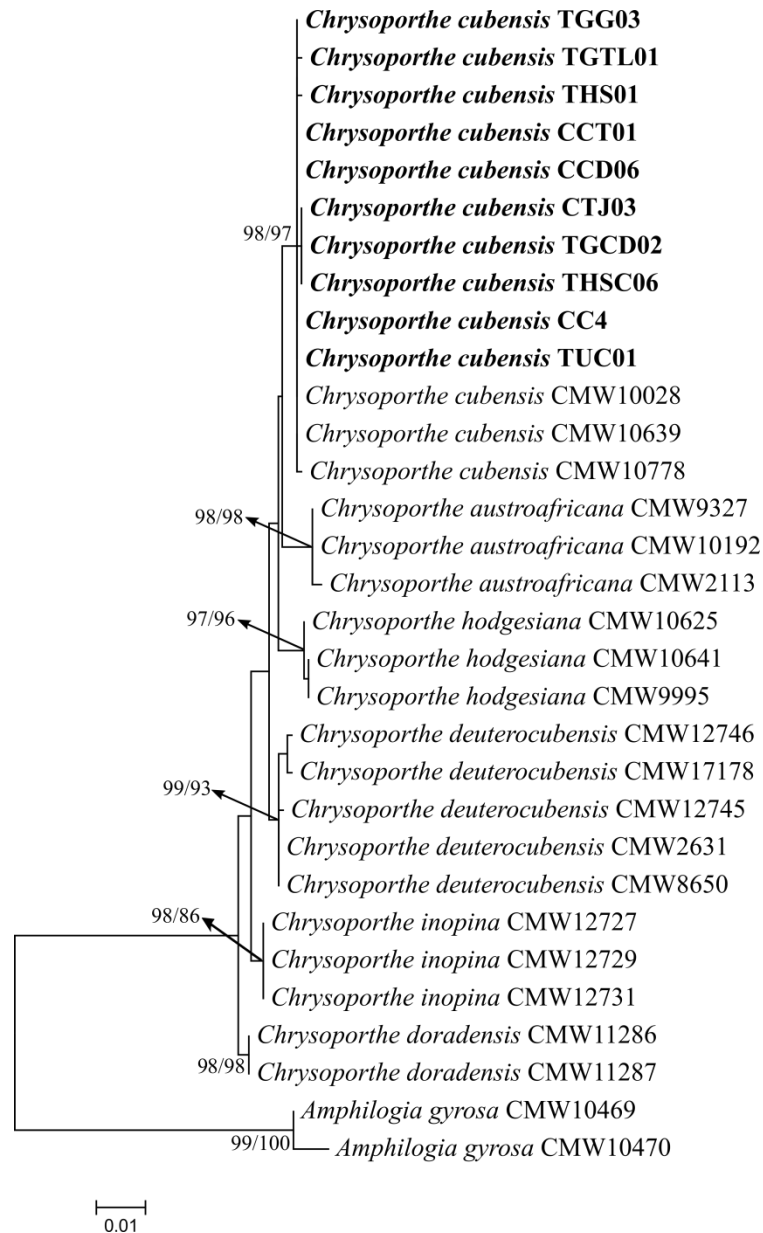 Chrysoporthe cubensis TGG03
Chrysoporthe cubensis TGTL01
Chrysoporthe cubensis THS01
Chrysoporthe cubensis CCT01
Chrysoporthe cubensis CCD06
Chrysoporthe cubensis CTJ03
98/97
Chrysoporthe cubensis TGCD02
Chrysoporthe cubensis THSC06
Chrysoporthe cubensis CC4
Chrysoporthe cubensis TUC01
Chrysoporthe cubensis CMW10028
Chrysoporthe cubensis CMW10639
Chrysoporthe cubensis CMW10778
Chrysoporthe austroafricana CMW9327
98/98
Chrysoporthe austroafricana CMW10192
Chrysoporthe austroafricana CMW2113
97/96
Chrysoporthe hodgesiana CMW10625
Chrysoporthe hodgesiana CMW10641
Chrysoporthe hodgesiana CMW9995
Chrysoporthe deuterocubensis CMW12746
Chrysoporthe deuterocubensis CMW17178
99/93
Chrysoporthe deuterocubensis CMW12745
Chrysoporthe deuterocubensis CMW2631
Chrysoporthe deuterocubensis CMW8650
98/86
Chrysoporthe inopina CMW12727
Chrysoporthe inopina CMW12729
Chrysoporthe inopina CMW12731
Chrysoporthe doradensis CMW11286
98/98
Chrysoporthe doradensis CMW11287
Amphilogia gyrosa CMW10469
99/100
Amphilogia gyrosa CMW10470
0.01